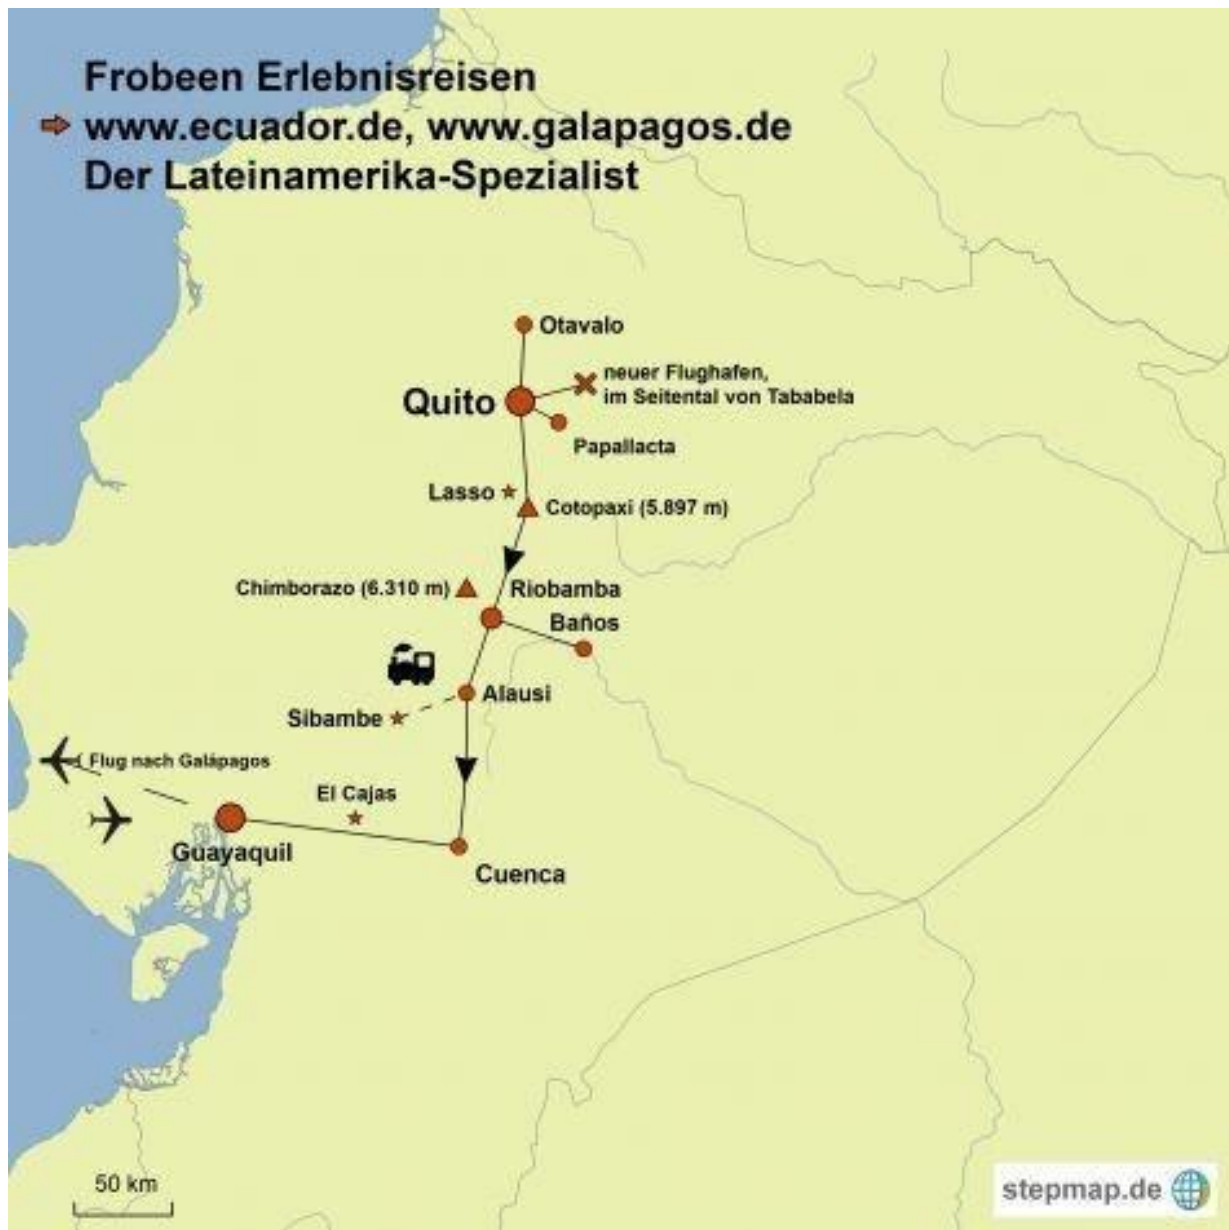 Frobeen Erlebnisreisen
www.ecuador.de, www.galapagos.de
Der Lateinamerika-Spezialist
Otavalo
neuer Flughafen,
im Seitental von Tababela
Quito
Papallacta
Lasso
Cotopaxi (5.897 m)
Chimborazo (6.310 m)
Riobamba
Baños
Alausi
Sibambe
Flug nach Galápagos
El Cajas
Guayaquil
Cuenca
50 km
stepmap.de